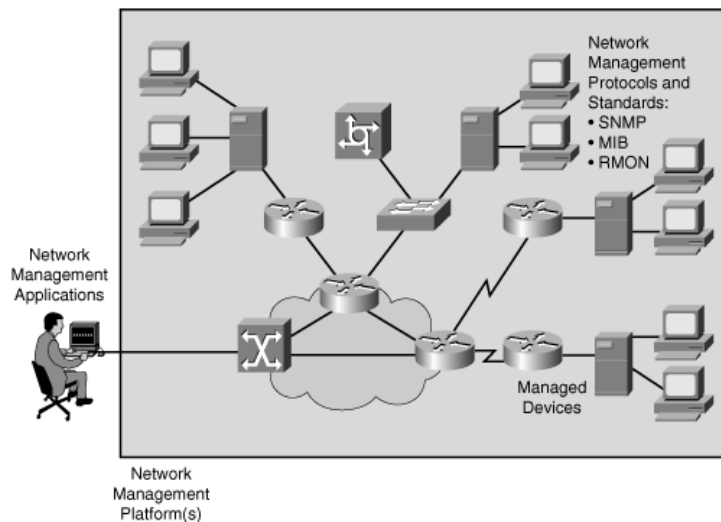 Network
Management
Protocols and
Standards:
• SNMP
• MIB
• RMON
Network
Management
Applications
Managed
Devices
Network
Management
Platform(s)